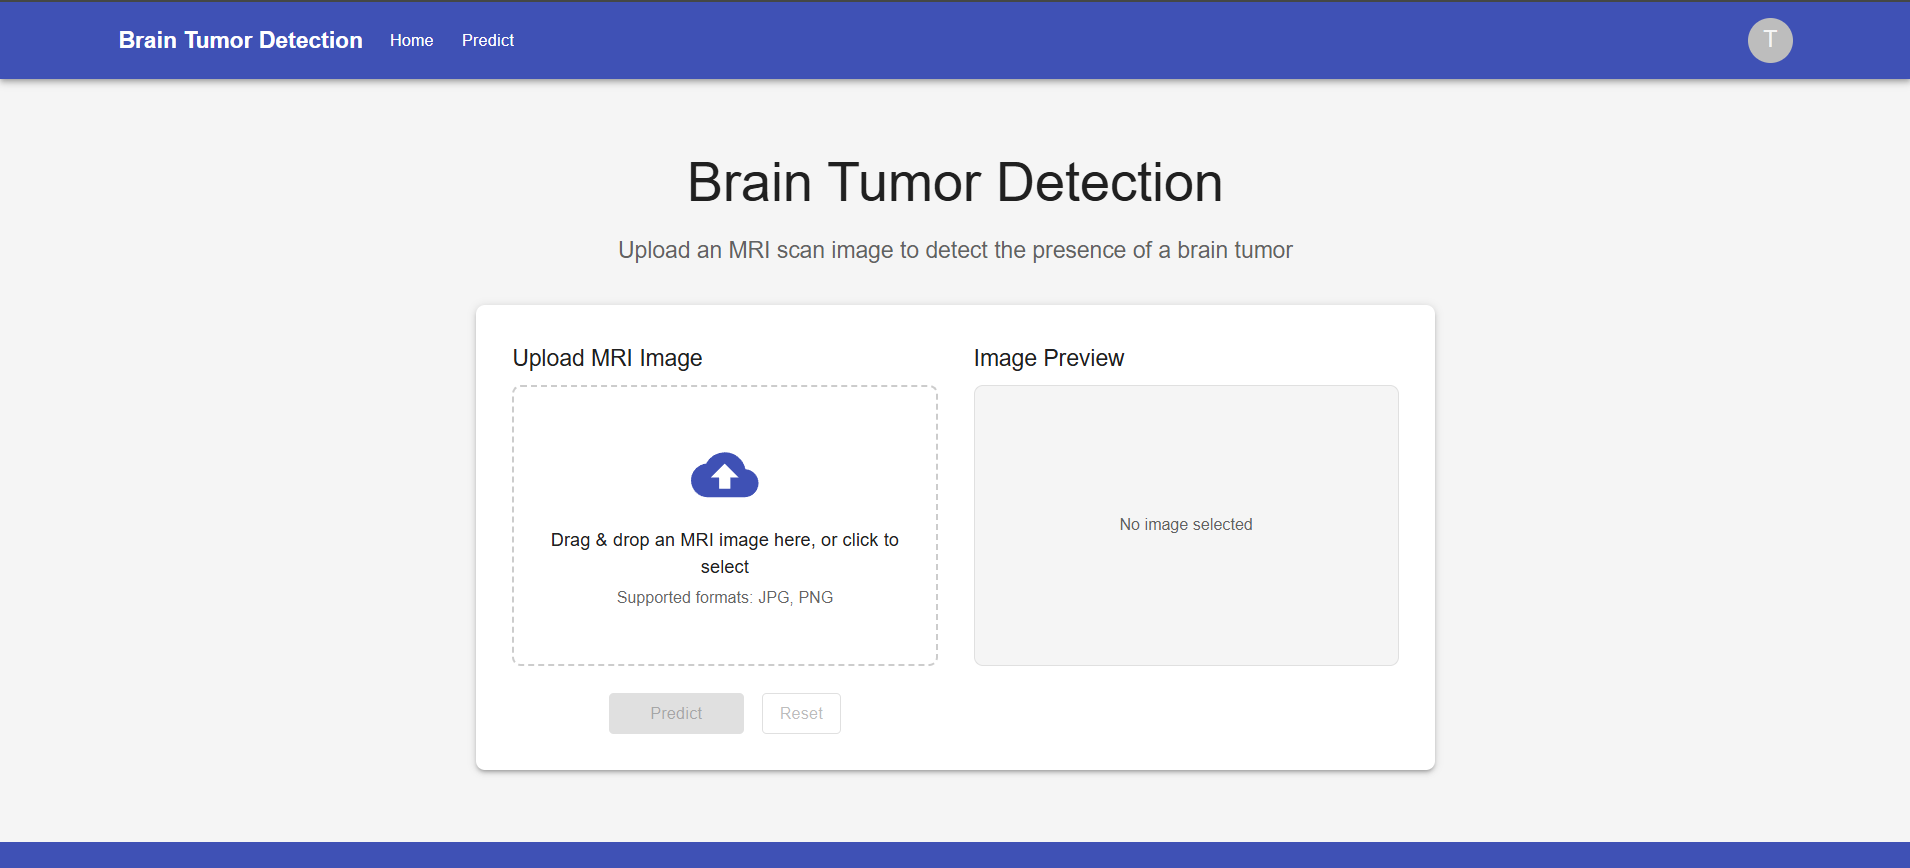 Brain Tumor Detection Home Predict T
Brain Tumor Detection
Upload an MRI scan image to detect the presence of a brain tumor
Upload MRI Image
Drag & drop an MRI image here, or click to
select
Supported formats: JPG, PNG
Predict Reset
Image Preview
No image selected